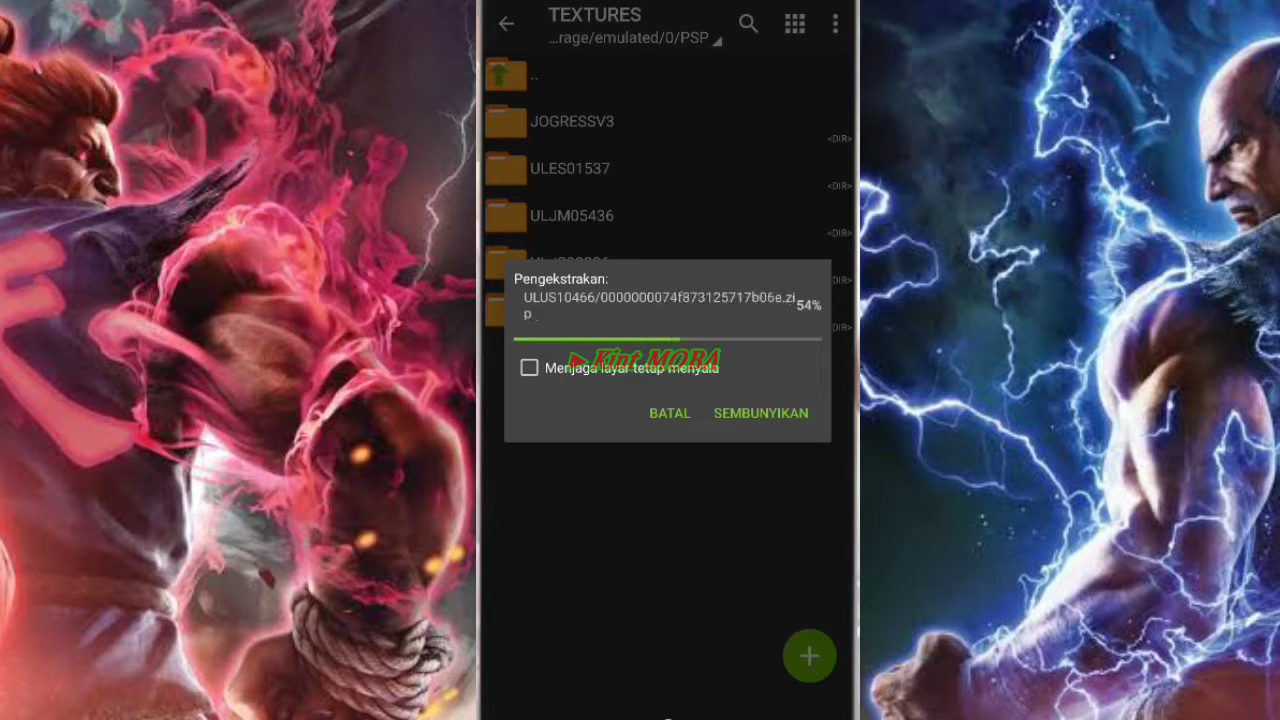 TEXTURES
...rage/emulated/0/PSP
..
JOGRESSV3
<DIR>
ULES01537
<DIR>
ULJM05436
<DIR>
<DIR>
<DIR>
Pengekstrakan:
ULUS10466/0000000074f873125717b06e.zi
p
54%
Kint MOBA
Menjaga layar tetap menyala
BATAL
SEMBUNYIKAN